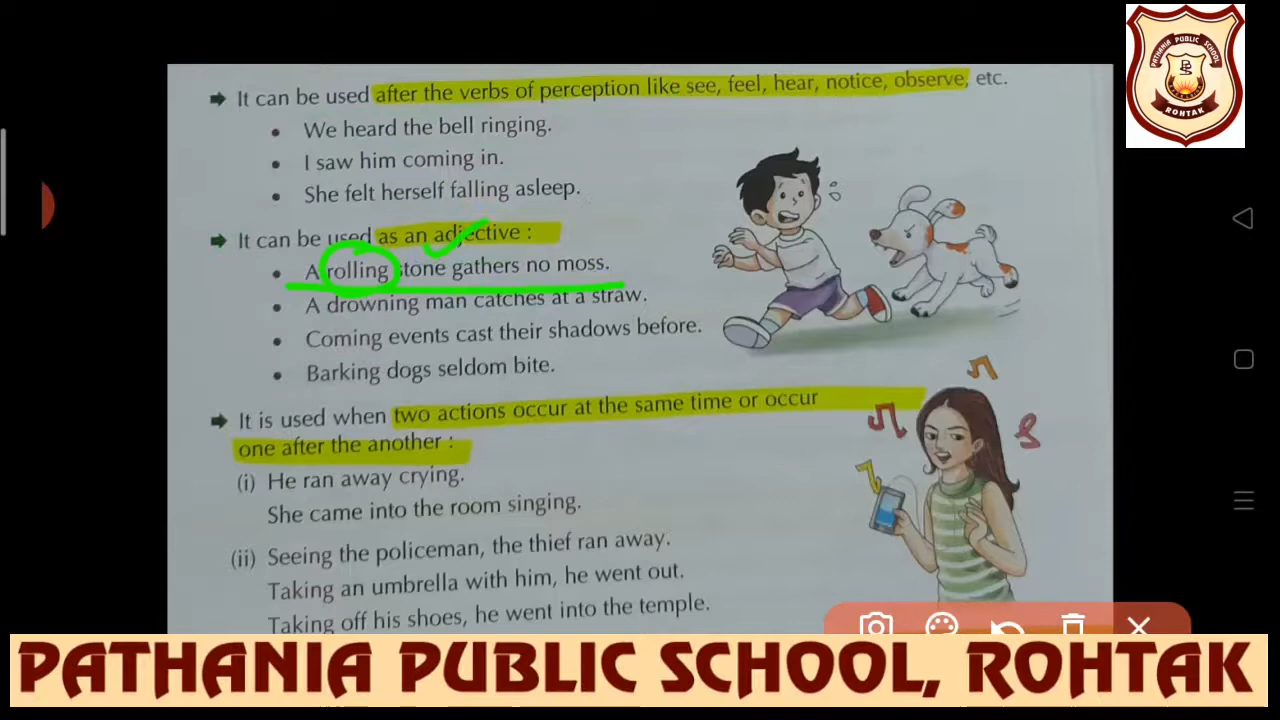 PATHANIA PUBLIC SCHOOL
ROHTAK
➡ It can be used after the verbs of perception like see, feel, hear, notice, observe, etc.
• We heard the bell ringing.
• I saw him coming in.
• She felt herself falling asleep.
➡ It can be used as an adjective :
• A rolling stone gathers no moss.
• A drowning man catches at a straw.
• Coming events cast their shadows before.
• Barking dogs seldom bite.
➡ It is used when two actions occur at the same time or occur
one after the another :
(i) He ran away crying.
She came into the room singing.
(ii) Seeing the policeman, the thief ran away.
Taking an umbrella with him, he went out.
Taking off his shoes, he went into the temple.
PATHANIA PUBLIC SCHOOL, ROHTAK